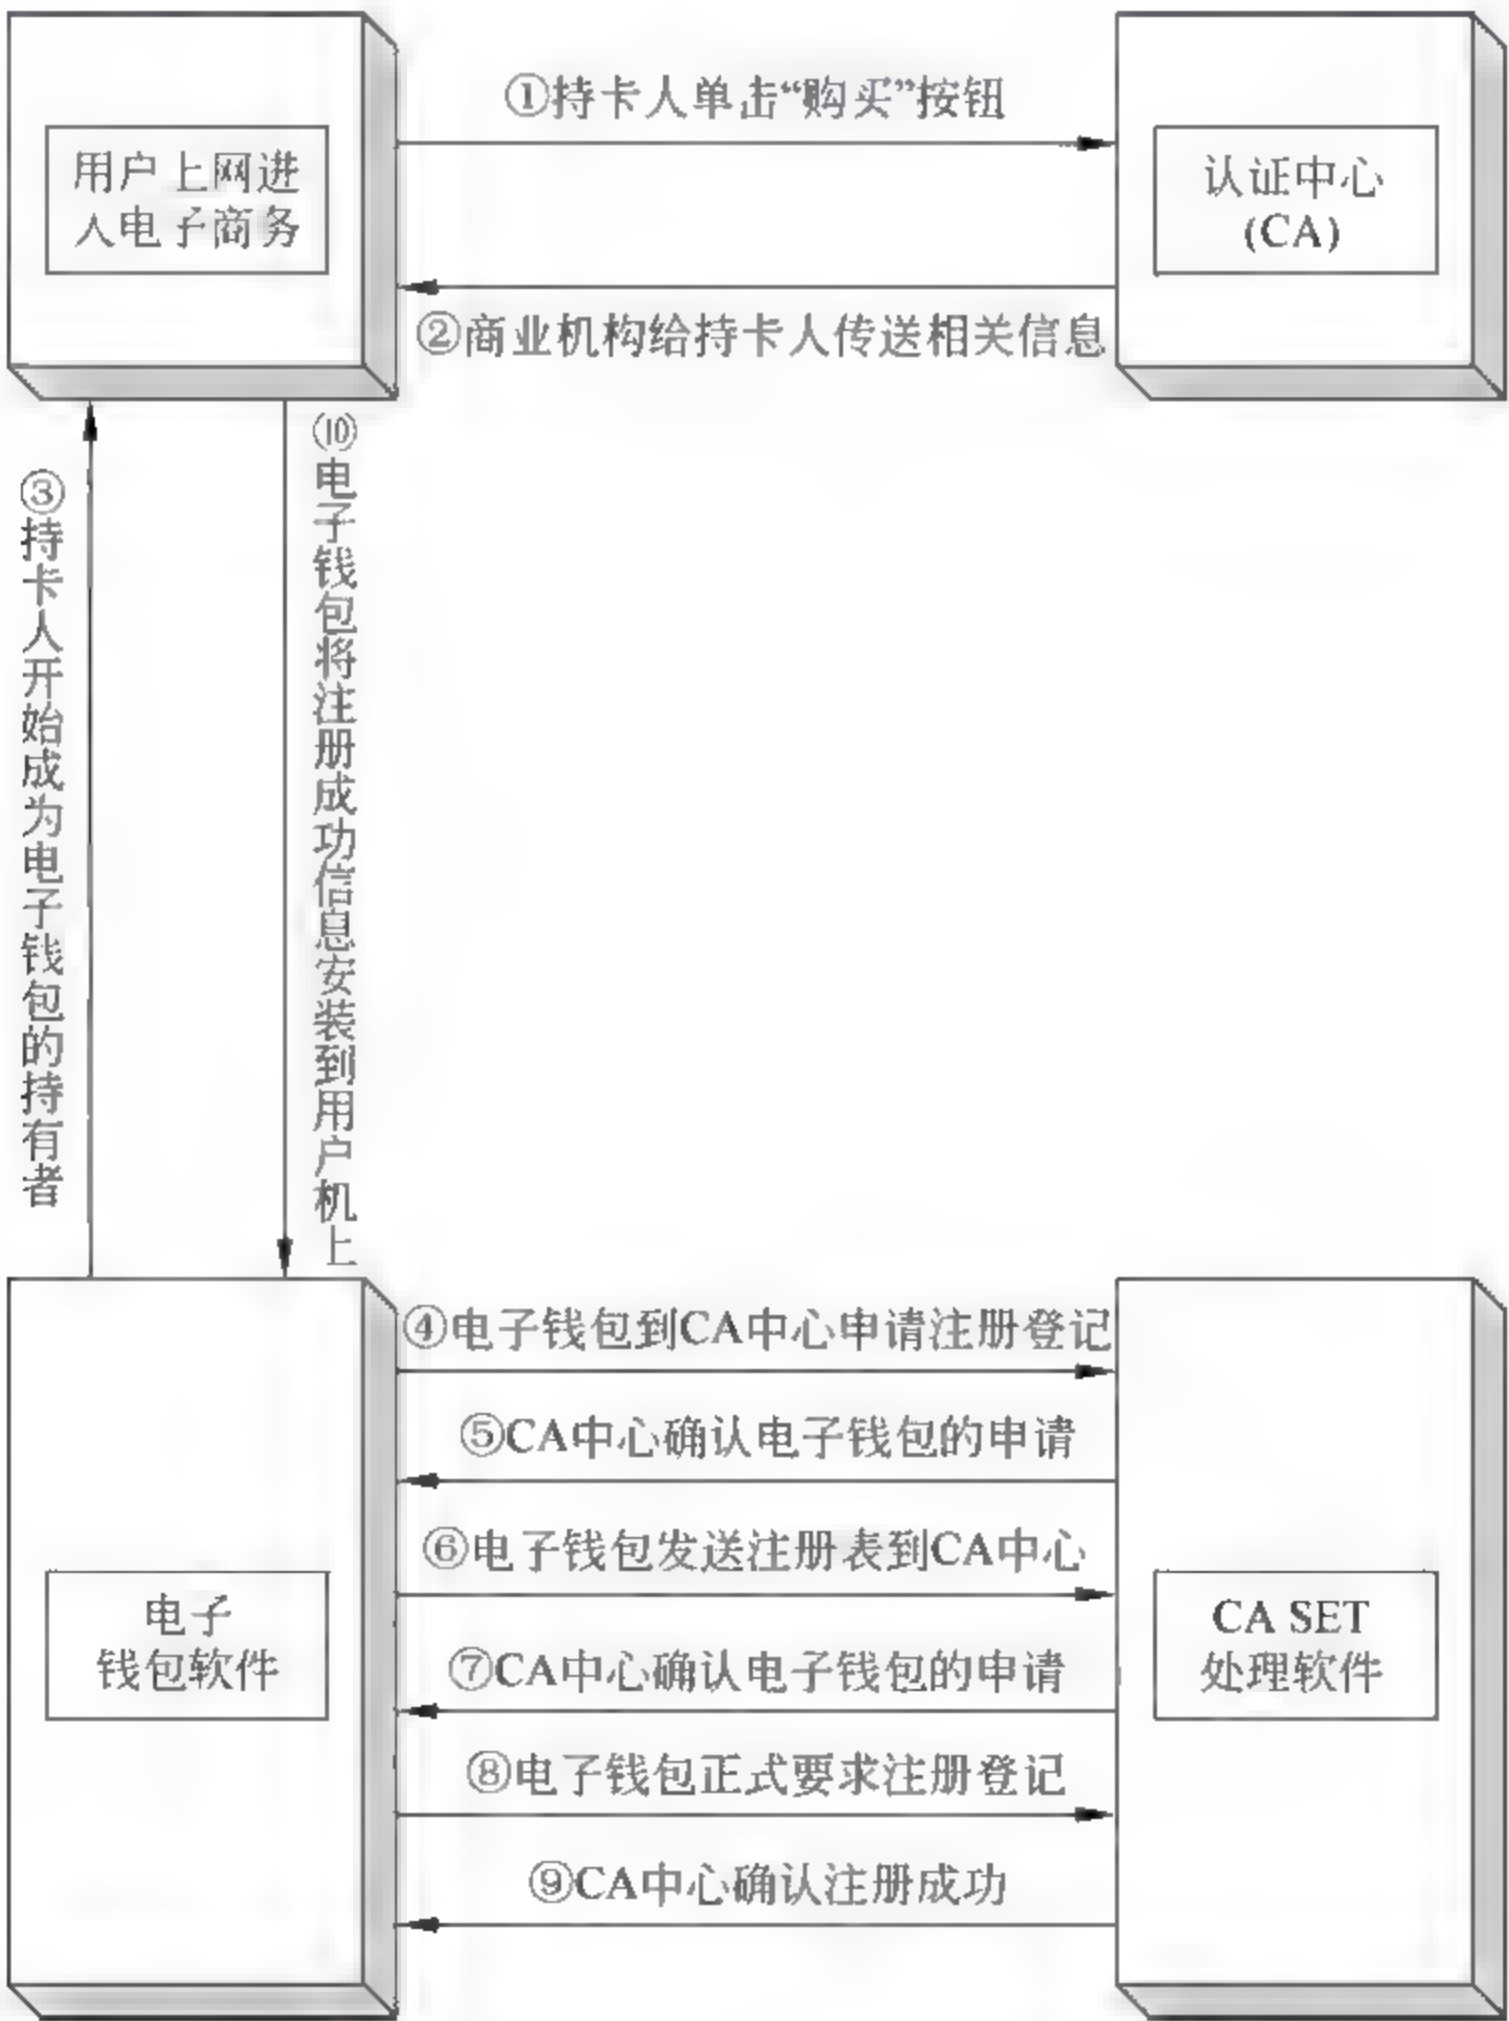 ①持卡人单击“购买”按钮
用户上网进
入电子商务
认证中心
(CA)
②商业机构给持卡人传送相关信息
③持卡人开始成为电子钱包的持有者
⑩电子钱包将注册成功信息安装到用户机上
④电子钱包到CA中心申请注册登记
⑤CA中心确认电子钱包的申请
⑥电子钱包发送注册表到CA中心
电子
钱包软件
CA SET
处理软件
⑦CA中心确认电子钱包的申请
⑧电子钱包正式要求注册登记
⑨CA中心确认注册成功